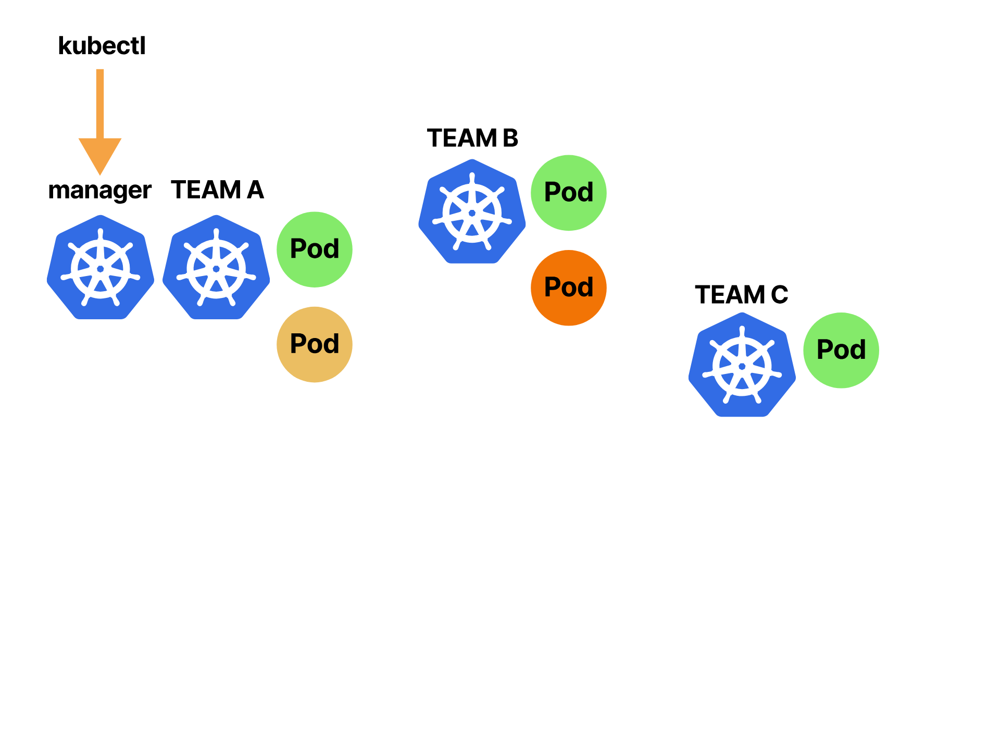 kubectl
manager
TEAM A
Pod
Pod
TEAM B
Pod
Pod
TEAM C
Pod